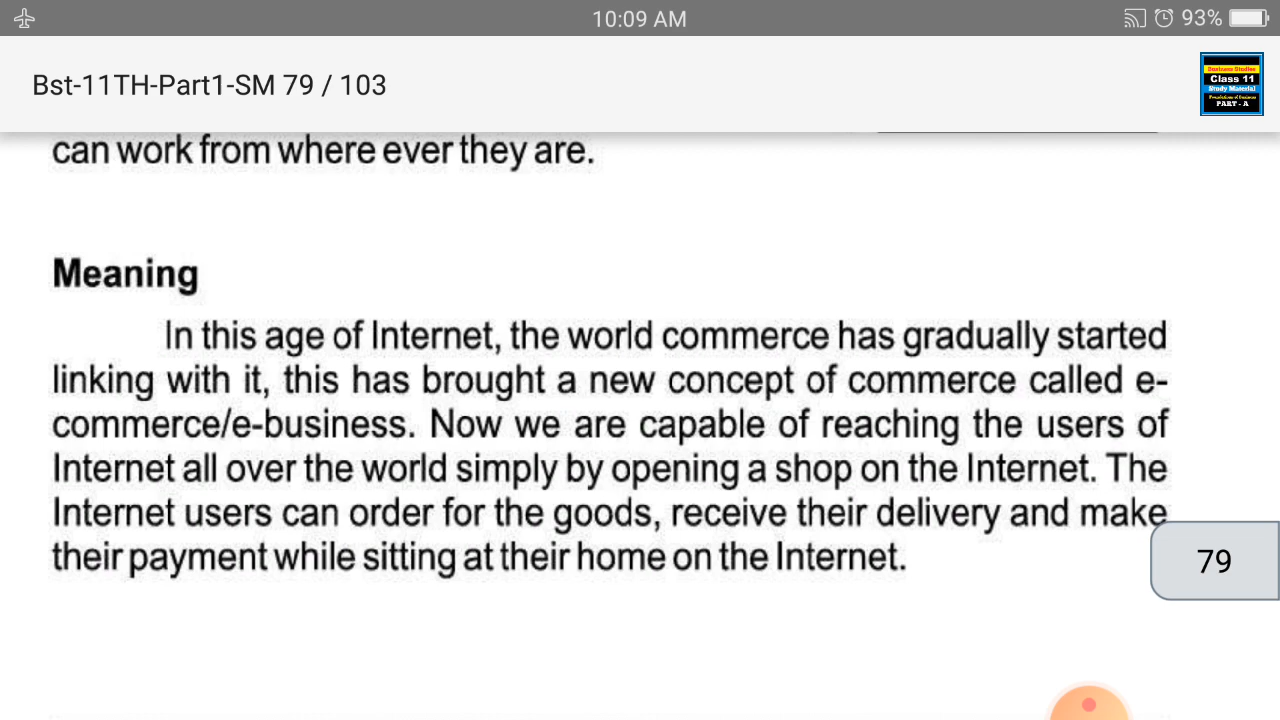 10:09 AM
93%
Bst-11TH-Part1-SM 79 / 103
Business Studies
Class 11
Study Material
PART - A
can work from where ever they are.
Meaning
In this age of Internet, the world commerce has gradually started
linking with it, this has brought a new concept of commerce called e-
commerce/e-business. Now we are capable of reaching the users of
Internet all over the world simply by opening a shop on the Internet. The
Internet users can order for the goods, receive their delivery and make
their payment while sitting at their home on the Internet.
79